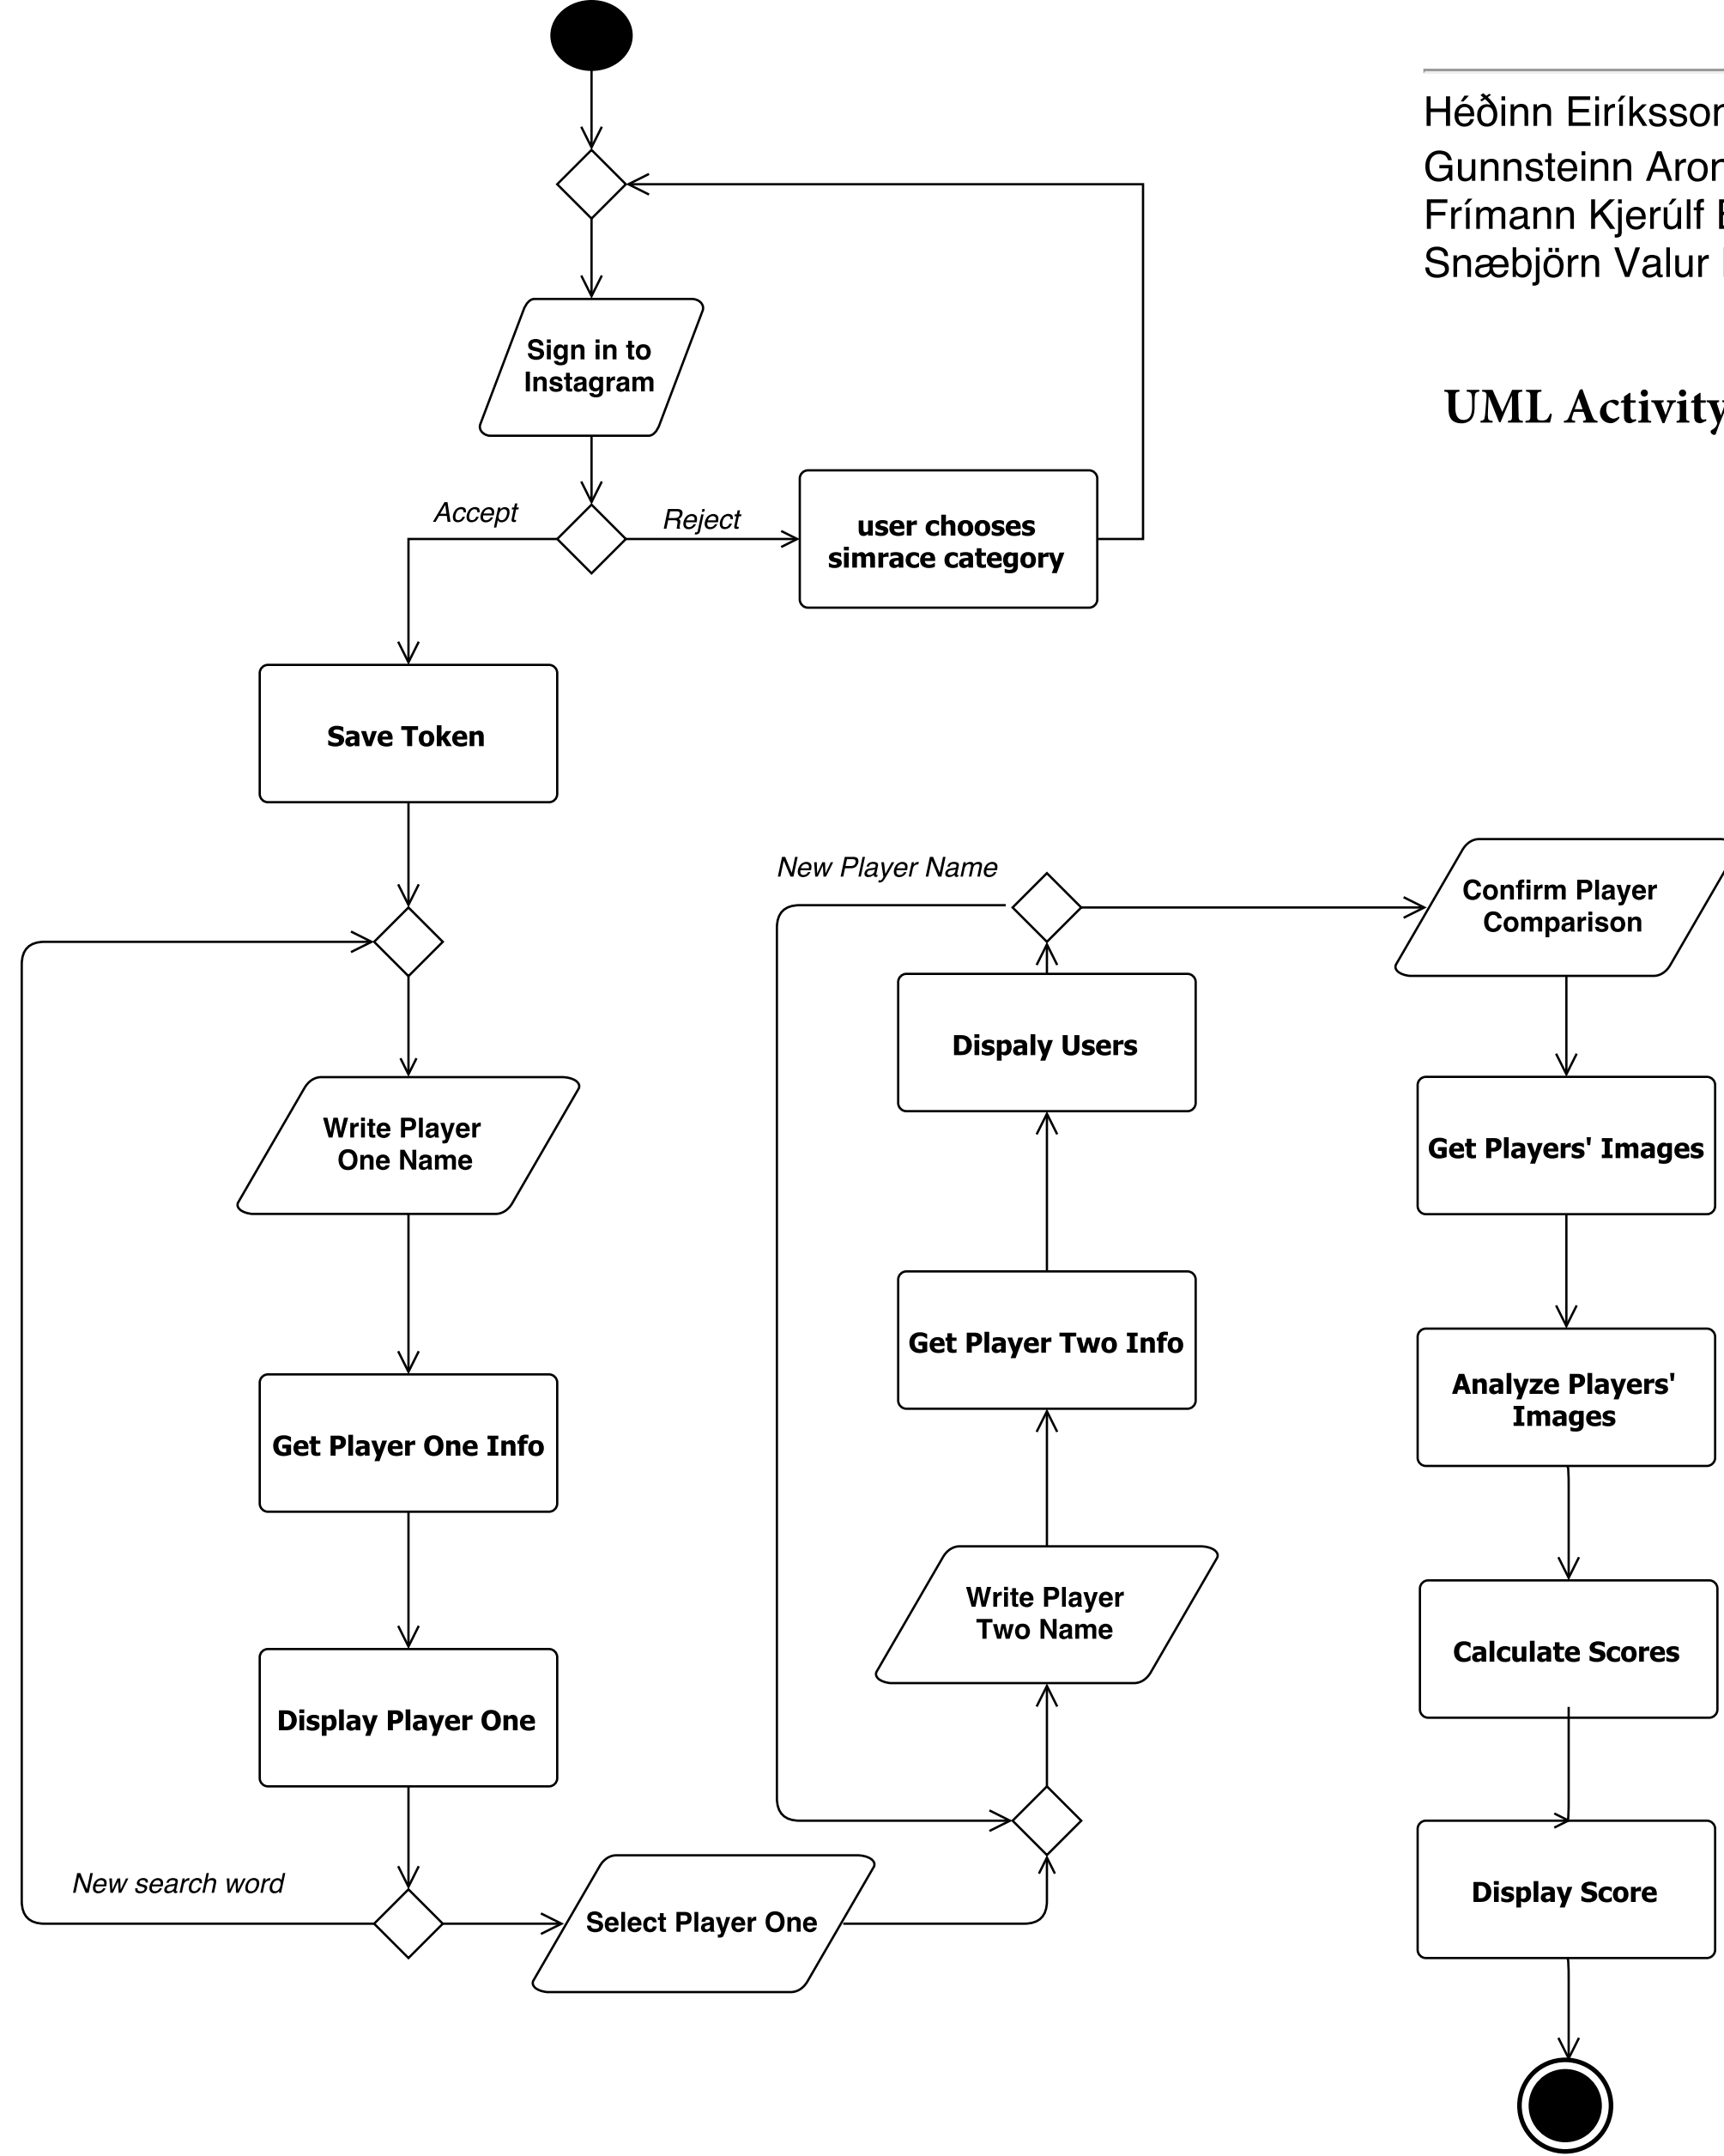 Héðinn Eiríksson
Gunnsteinn Aron
Frímann Kjerúlf
Snæbjörn Valur
UML Activity
Sign in to
Instagram
Accept
Reject
user chooses
simrace category
Save Token
New Player Name
Confirm Player
Comparison
Dispaly Users
Write Player
One Name
Get Players' Images
Get Player Two Info
Analyze Players'
Images
Get Player One Info
Write Player
Two Name
Calculate Scores
Display Player One
New search word
Select Player One
Display Score